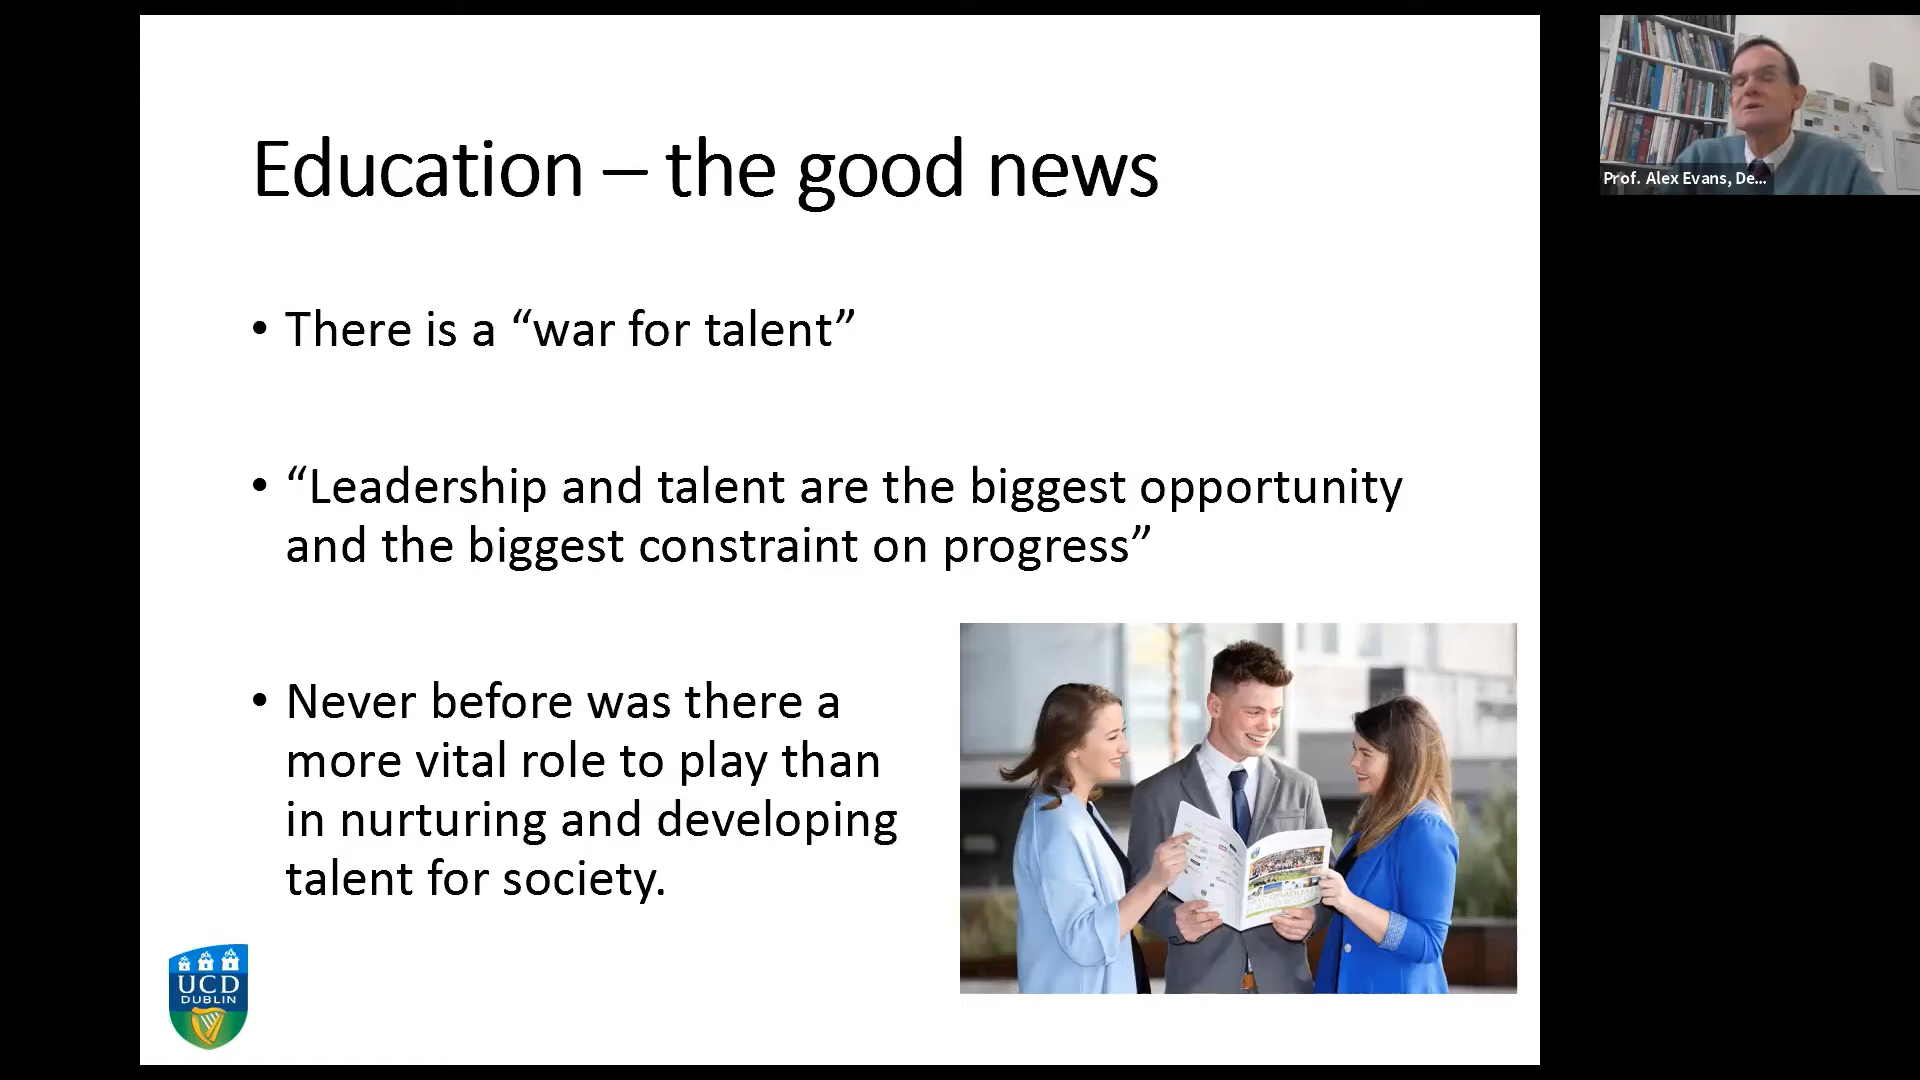 Education – the good news
• There is a “war for talent”
• “Leadership and talent are the biggest opportunity
and the biggest constraint on progress”
• Never before was there a
more vital role to play than
in nurturing and developing
talent for society.
UCD
DUBLIN
Prof. Alex Evans, De...